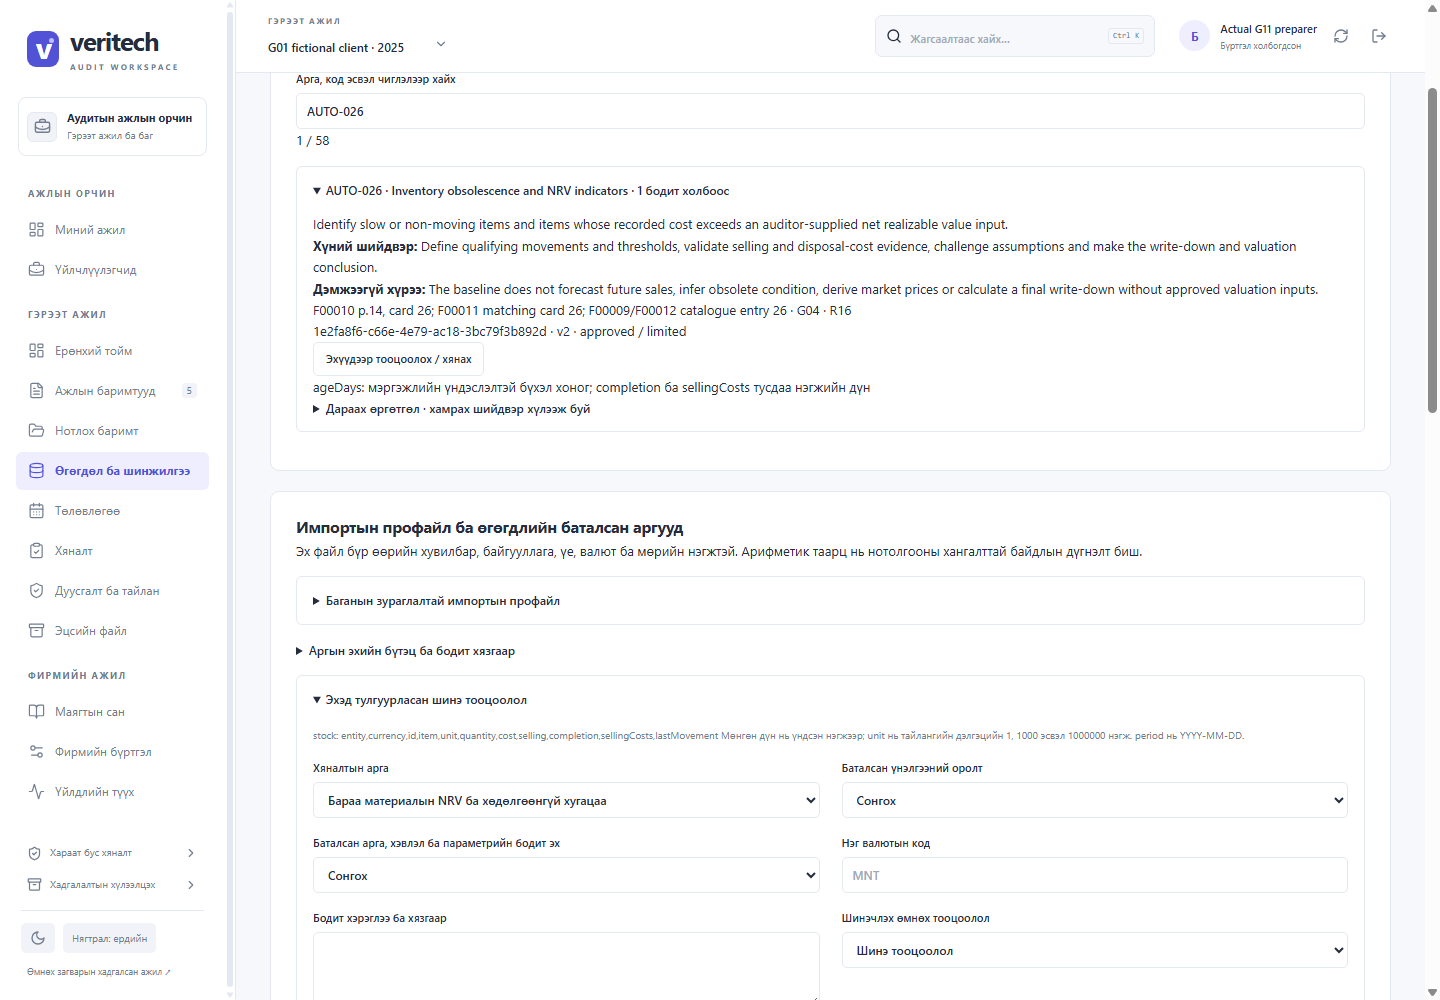 veritech
AUDIT WORKSPACE
Аудитын ажлын орчин
Гэрээт ажил ба баг
АЖЛЫН ОРЧИН
Миний ажил
Үйлчлүүлэгчид
ГЭРЭЭТ АЖИЛ
Ерөнхий тойм
Ажлын баримтууд
5
Нотлох баримт
Өгөгдөл ба шинжилгээ
Төлөвлөгөө
Хяналт
Дуусгалт ба тайлан
Эцсийн файл
ФИРМИЙН АЖИЛ
Маягтын сан
Фирмийн бүртгэл
Үйлдлийн түүх
Хараат бус хяналт
Хадгалалтын хүлээлцэх
Нягтрал: ердийн
Өмнөх загварын хадгалсан ажил ↗
ГЭРЭЭТ АЖИЛ
G01 fictional client · 2025
Жагсаалтаас хайх...
Ctrl K
Б
Actual G11 preparer
Бүртгэл холбогдсон
Арга, код эсвэл чиглэлээр хайх
AUTO-026
1 / 58
▼ AUTO-026 · Inventory obsolescence and NRV indicators · 1 бодит холбоос
Identify slow or non-moving items and items whose recorded cost exceeds an auditor-supplied net realizable value input.
Хүний шийдвэр: Define qualifying movements and thresholds, validate selling and disposal-cost evidence, challenge assumptions and make the write-down and valuation
conclusion.
Дэмжээгүй хүрээ: The baseline does not forecast future sales, infer obsolete condition, derive market prices or calculate a final write-down without approved valuation inputs.
F00010 p.14, card 26; F00011 matching card 26; F00009/F00012 catalogue entry 26 · G04 · R16
1e2fa8f6-c66e-4e79-ac18-3bc79f3b892d · v2 · approved / limited
Эхүүдээр тооцоолох / хянах
ageDays: мэргэжлийн үндэслэлтэй бүхэл хоног; completion ба sellingCosts тусдаа нэгжийн дүн
▶ Дараах өргөтгөл · хамрах шийдвэр хүлээж буй
Импортын профайл ба өгөгдлийн баталсан аргууд
Эх файл бүр өөрийн хувилбар, байгууллага, үе, валют ба мөрийн нэгжтэй. Арифметик таарц нь нотолгооны хангалттай байдлын дүгнэлт биш.
▶ Баганын зураглалтай импортын профайл
▶ Аргын эхийн бүтэц ба бодит хязгаар
▼ Эхэд тулгуурласан шинэ тооцоолол
stock: entity,currency,id,item,unit,quantity,cost,selling,completion,sellingCosts,lastMovement Мөнгөн дүн нь үндсэн нэгжээр; unit нь тайлангийн дэлгэцийн 1, 1000 эсвэл 1000000 нэгж. period нь YYYY-MM-DD.
Хяналтын арга
Баталсан үнэлгээний оролт
Бараа материалын NRV ба хөдөлгөөнгүй хугацаа
Сонгох
Баталсан арга, хэвлэл ба параметрийн бодит эх
Нэг валютын код
Сонгох
MNT
Бодит хэрэглээ ба хязгаар
Шинэчлэх өмнөх тооцоолол
Шинэ тооцоолол